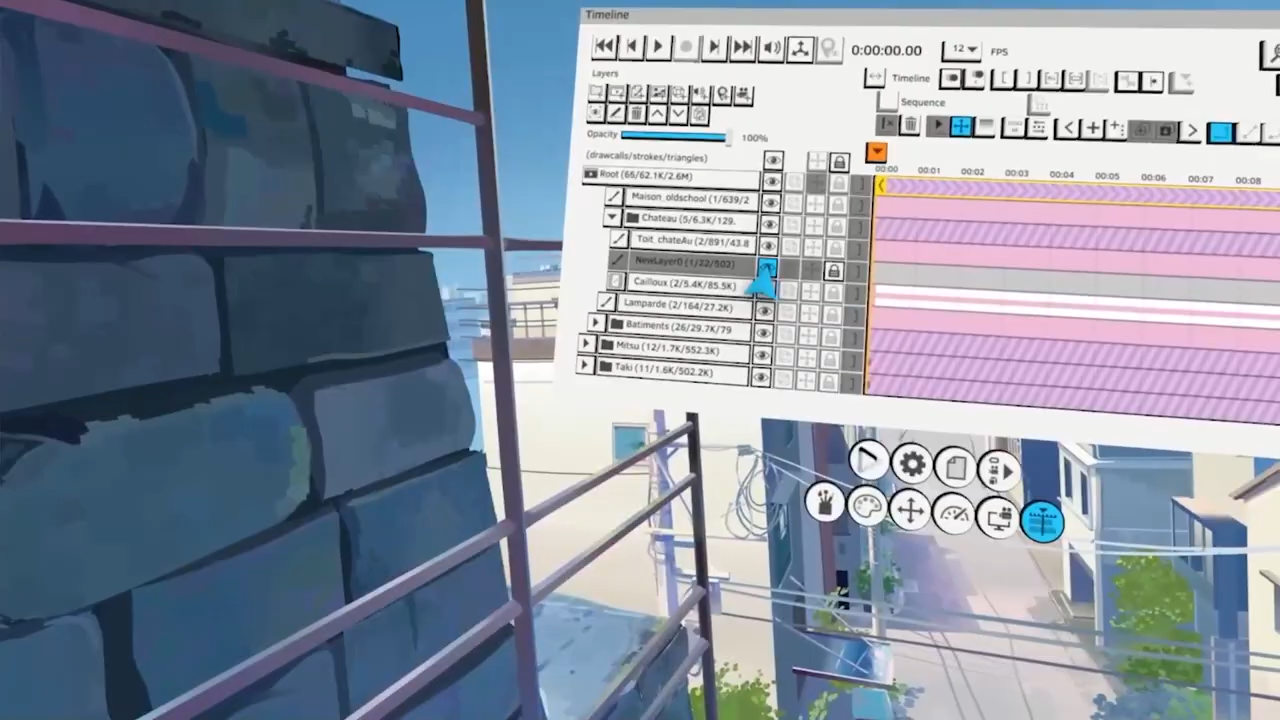 Timeline
0:00:00.00
12
FPS
Layers
Timeline
Sequence
Opacity
100%
(drawcalls/strokes/triangles)
00:00 00:01 00:02 00:03 00:04 00:05 00:06 00:07 00:08
Root (66/62.1K/2.6M)
Maison_oldschool (1/639/2
Chateau (5/6.3K/129.
Toit_chateAu (2/891/43.8
NewLayer0 (1/22/502)
Cailloux (2/5.4K/85.5K)
Lamparde (2/164/27.2K)
Batiments (26/29.7K/79
Mitsu (12/1.7K/552.3K)
Taki (11/1.6K/502.2K)